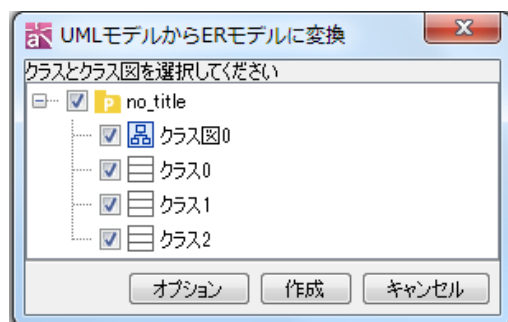 UMLモデルからERモデルに変換
クラスとクラス図を選択してください
no_title
クラス図0
クラス0
クラス1
クラス2
オプション 作成 キャンセル